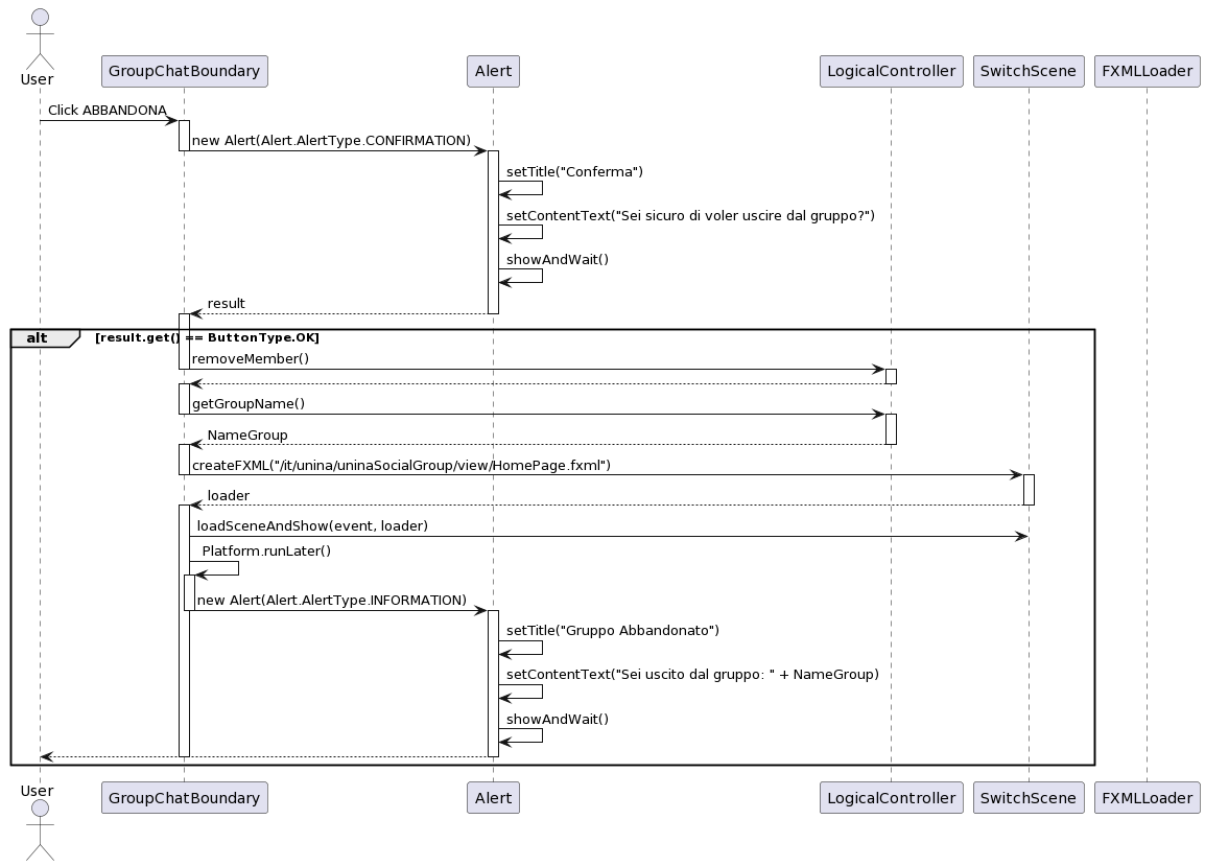 User
GroupChatBoundary
Alert
LogicalController
SwitchScene
FXMLLoader
Click ABBANDONA
new Alert(Alert.AlertType.CONFIRMATION)
setTitle("Conferma")
setContentText("Sei sicuro di voler uscire dal gruppo?")
showAndWait()
result
alt
[result.get() == ButtonType.OK]
removeMember()
getGroupName()
NameGroup
createFXML("/it/unina/uninaSocialGroup/view/HomePage.fxml")
loader
loadSceneAndShow(event, loader)
Platform.runLater()
new Alert(Alert.AlertType.INFORMATION)
setTitle("Gruppo Abbandonato")
setContentText("Sei uscito dal gruppo: " + NameGroup)
showAndWait()
User
GroupChatBoundary
Alert
LogicalController
SwitchScene
FXMLLoader